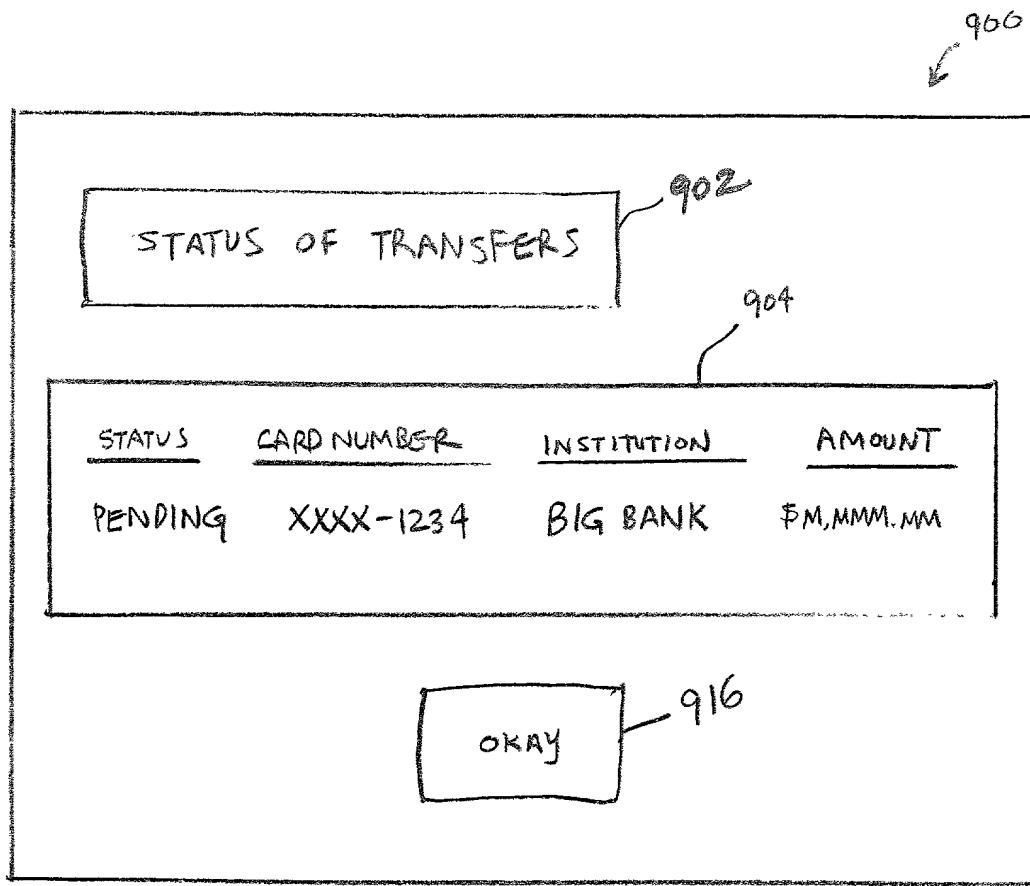 900
902
STATUS OF TRANSFERS
904
STATUS CARD NUMBER INSTITUTION AMOUNT
PENDING XXXX-1234 BIG BANK $M,MMM.MM
OKAY 916